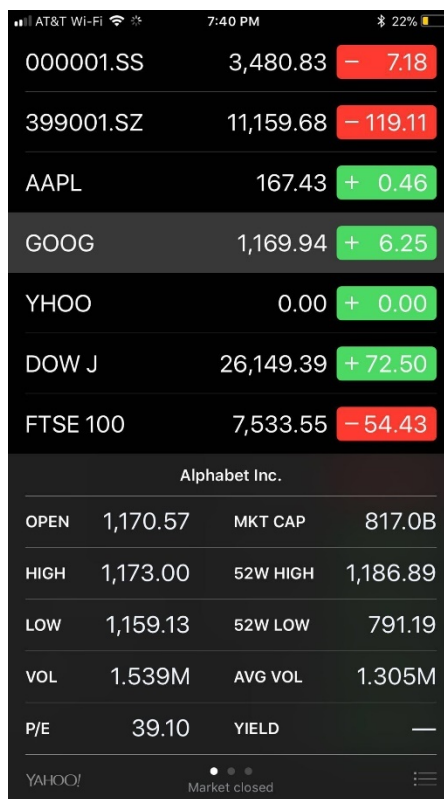 AT&T Wi-Fi 7:40 PM 22%
000001.SS 3,480.83 − 7.18
399001.SZ 11,159.68 − 119.11
AAPL 167.43 + 0.46
GOOG 1,169.94 + 6.25
YHOO 0.00 + 0.00
DOW J 26,149.39 + 72.50
FTSE 100 7,533.55 − 54.43
Alphabet Inc.
OPEN 1,170.57 MKT CAP 817.0B
HIGH 1,173.00 52W HIGH 1,186.89
LOW 1,159.13 52W LOW 791.19
VOL 1.539M AVG VOL 1.305M
P/E 39.10 YIELD —
YAHOO!
Market closed